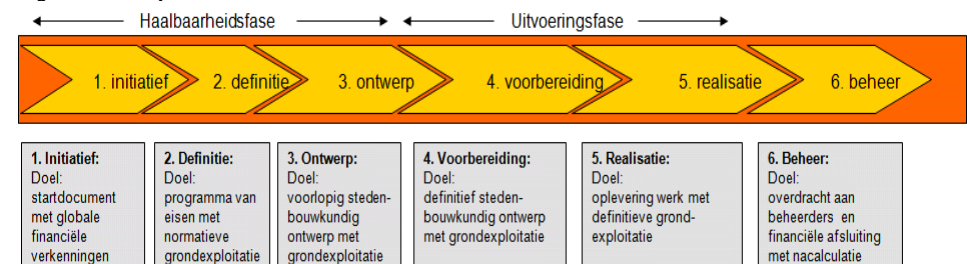 Haalbaarheidsfase
Uitvoeringsfase
1. initiatief
2. definitie
3. ontwerp
4. voorbereiding
5. realisatie
6. beheer
1. Initiatief:
Doel:
startdocument
met globale
financiële
verkenningen
2. Definitie:
Doel:
programma van
eisen met
normatieve
grondexploitatie
3. Ontwerp:
Doel:
voorlopig steden-
bouwkundig
ontwerp met
grondexploitatie
4. Voorbereiding:
Doel:
definitief steden-
bouwkundig ontwerp
met grondexploitatie
5. Realisatie:
Doel:
oplevering werk met
definitieve grond-
exploitatie
6. Beheer:
Doel:
overdracht aan
beheerders en
financiële afsluiting
met nacalculatie